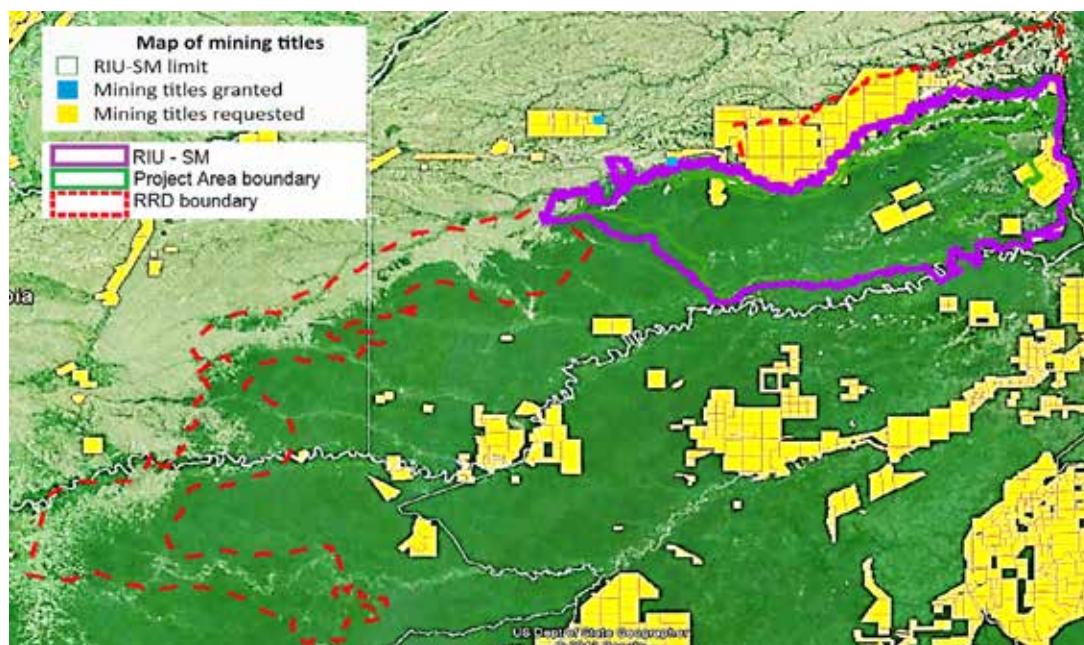 Map of mining titles
RIU-SM limit
Mining titles granted
Mining titles requested
RIU - SM
Project Area boundary
RRD boundary
bia
US Dept of State Geographer